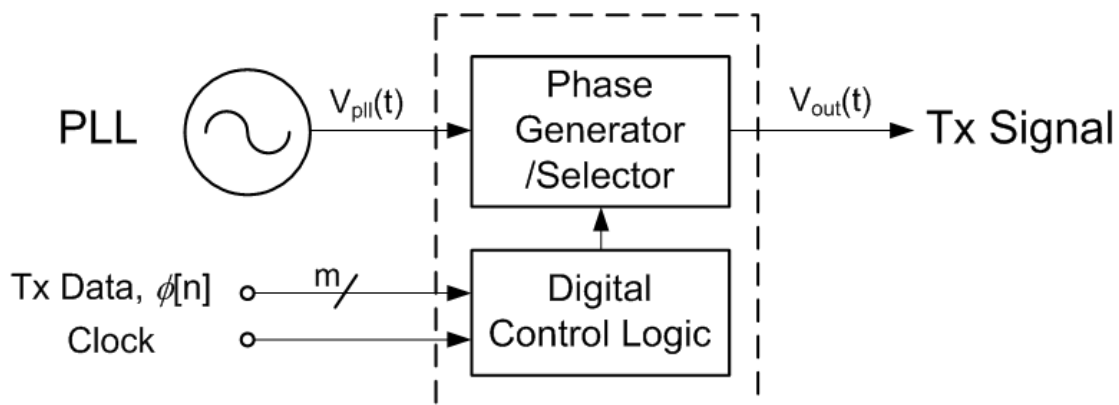 PLL
V_pll(t)
Phase
Generator
/Selector
V_out(t)
Tx Signal
Tx Data, ϕ[n]
m
Clock
Digital
Control Logic